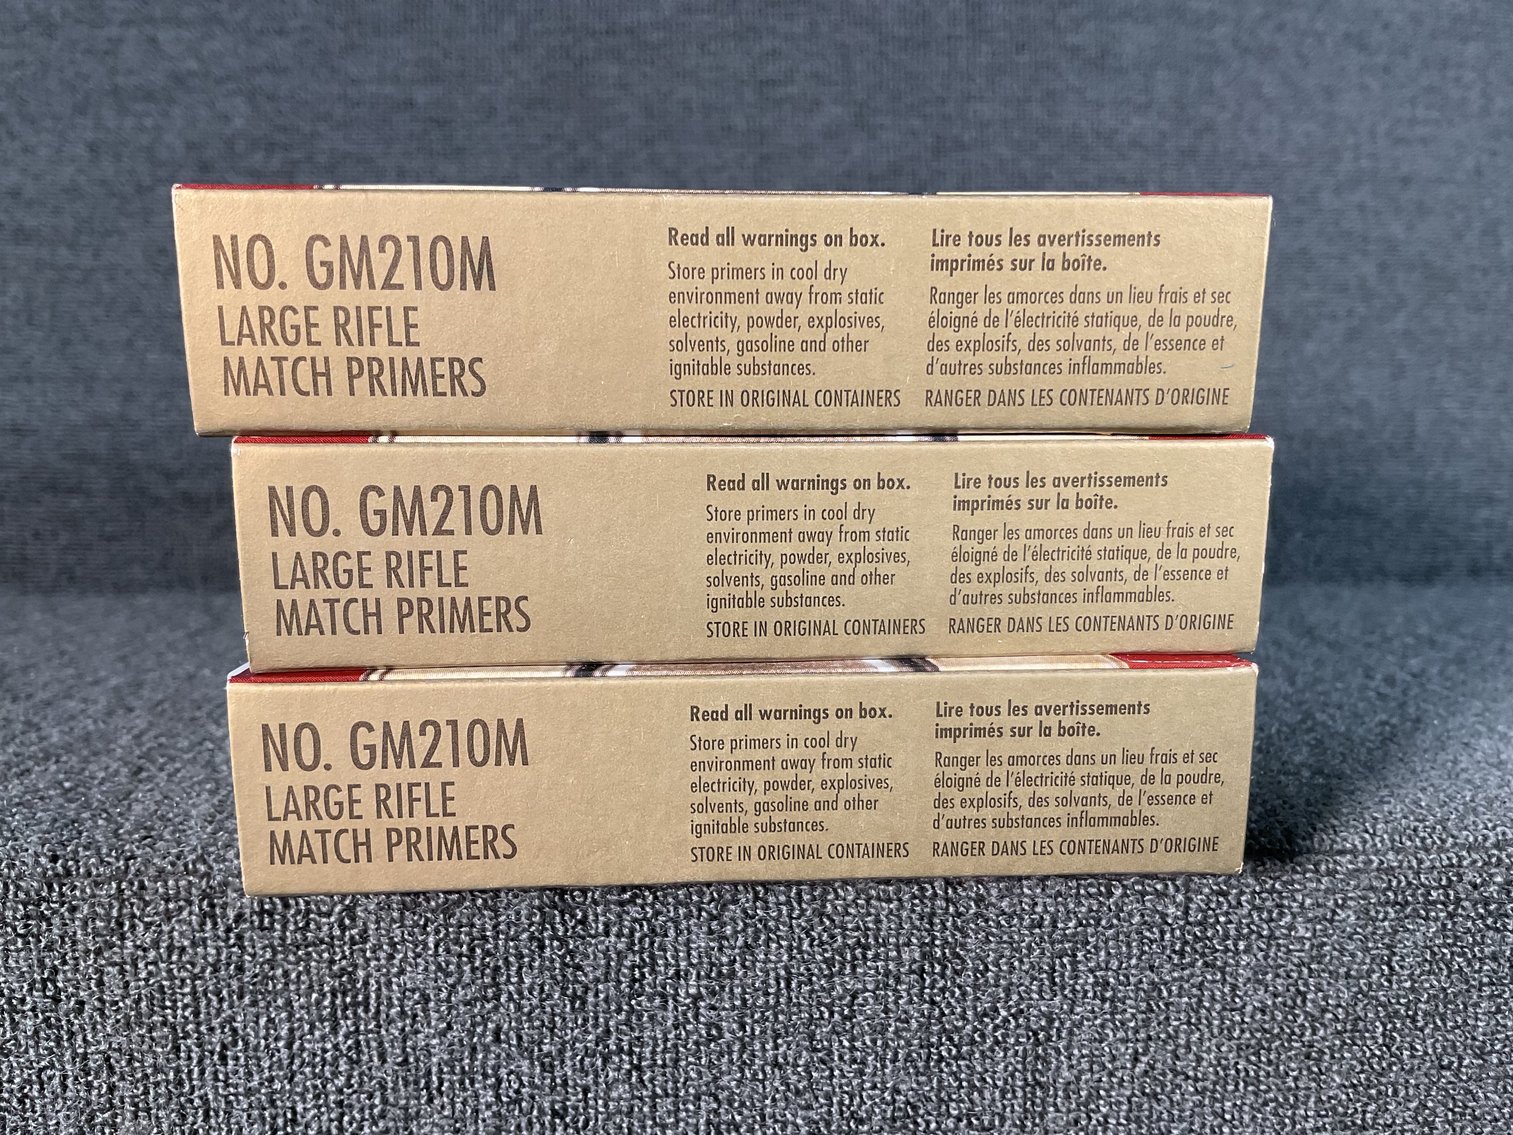 NO. GM210M
LARGE RIFLE
MATCH PRIMERS
Read all warnings on box.
Store primers in cool dry
environment away from static
electricity, powder, explosives,
solvents, gasoline and other
ignitable substances.
STORE IN ORIGINAL CONTAINERS
Lire tous les avertissements
imprimés sur la boîte.
Ranger les amorces dans un lieu frais et sec
éloigné de l'électricité statique, de la poudre,
des explosifs, des solvants, de l'essence et
d'autres substances inflammables.
RANGER DANS LES CONTENANTS D'ORIGINE
NO. GM210M
LARGE RIFLE
MATCH PRIMERS
Read all warnings on box.
Store primers in cool dry
environment away from static
electricity, powder, explosives,
solvents, gasoline and other
ignitable substances.
STORE IN ORIGINAL CONTAINERS
Lire tous les avertissements
imprimés sur la boîte.
Ranger les amorces dans un lieu frais et sec
éloigné de l'électricité statique, de la poudre,
des explosifs, des solvants, de l'essence et
d'autres substances inflammables.
RANGER DANS LES CONTENANTS D'ORIGINE
NO. GM210M
LARGE RIFLE
MATCH PRIMERS
Read all warnings on box.
Store primers in cool dry
environment away from static
electricity, powder, explosives,
solvents, gasoline and other
ignitable substances.
STORE IN ORIGINAL CONTAINERS
Lire tous les avertissements
imprimés sur la boîte.
Ranger les amorces dans un lieu frais et sec
éloigné de l'électricité statique, de la poudre,
des explosifs, des solvants, de l'essence et
d'autres substances inflammables.
RANGER DANS LES CONTENANTS D'ORIGINE